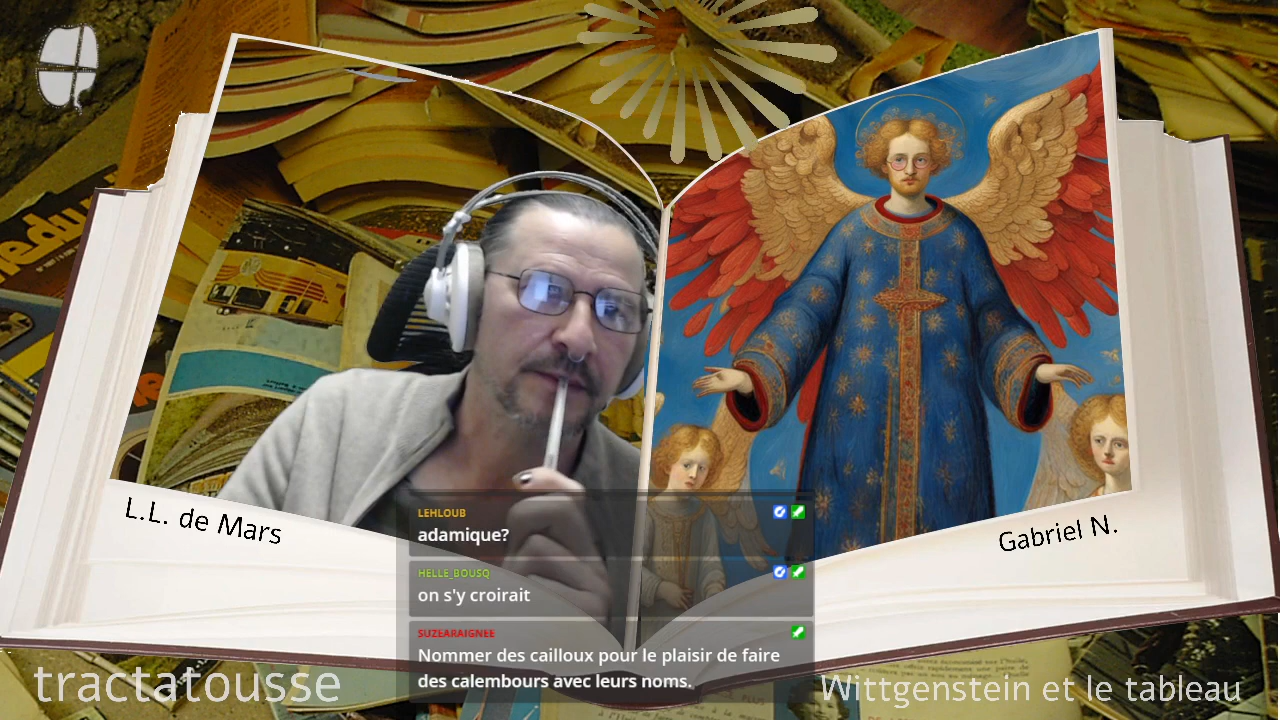 L.L. de Mars
Gabriel N.
LEHLOUB
adamique?
HELLE_BOUSQ
on s'y croirait
SUZEARAIGNEE
Nommer des cailloux pour le plaisir de faire
des calembours avec leurs noms.
tractatousse
Wittgenstein et le tableau